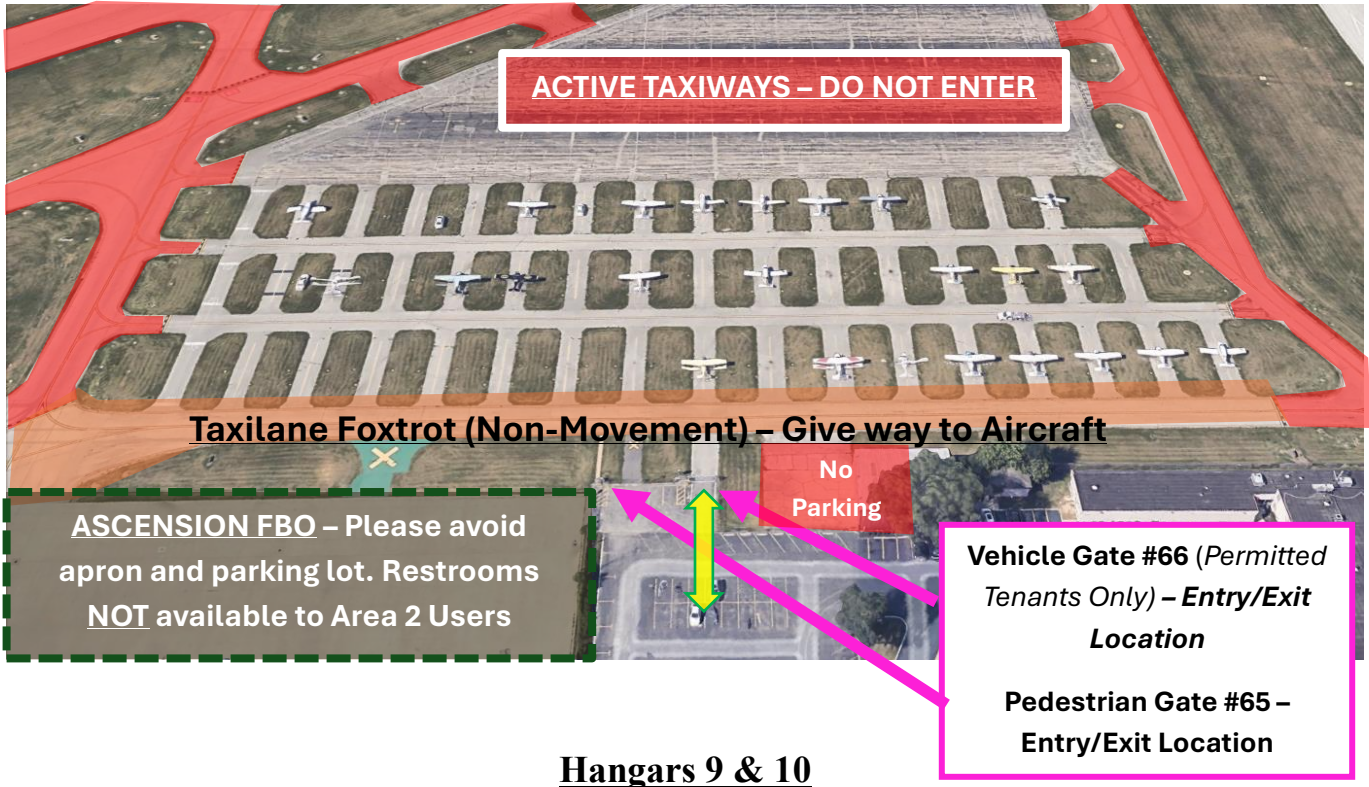 ACTIVE TAXIWAYS – DO NOT ENTER
Taxilane Foxtrot (Non-Movement) – Give way to Aircraft
No
Parking
ASCENSION FBO – Please avoid
apron and parking lot. Restrooms
NOT available to Area 2 Users
Vehicle Gate #66 (Permitted
Tenants Only) – Entry/Exit
Location
Pedestrian Gate #65 –
Entry/Exit Location
Hangars 9 & 10